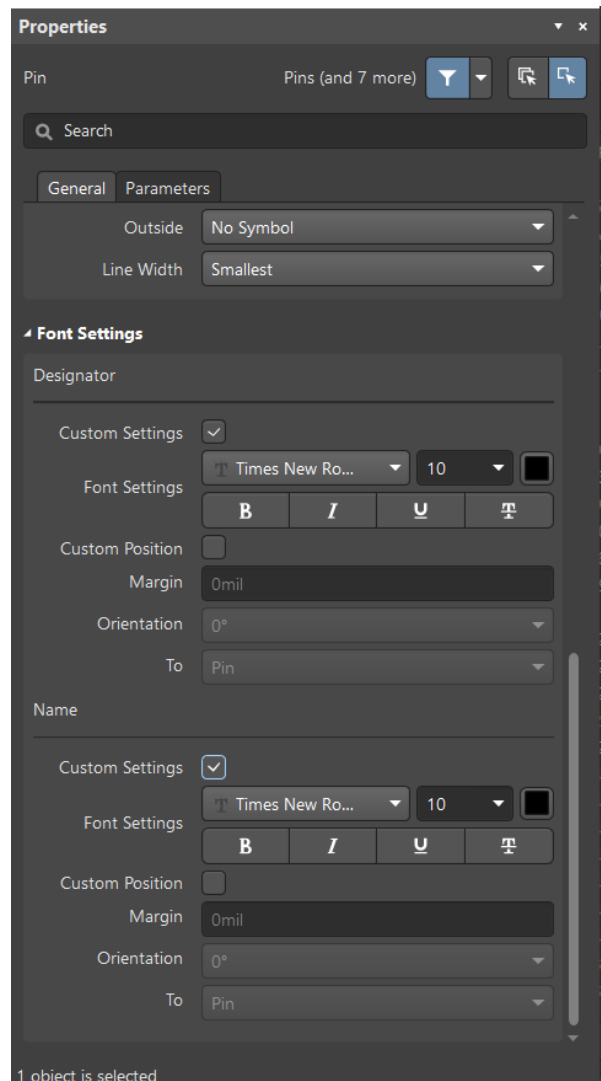 Properties
Pin Pins (and 7 more)
Search
General Parameters
Outside No Symbol
Line Width Smallest
Font Settings
Designator
Custom Settings
T Times New Ro... 10
Font Settings
B I U T
Custom Position
Margin 0mil
Orientation 0°
To Pin
Name
Custom Settings
T Times New Ro... 10
Font Settings
B I U T
Custom Position
Margin 0mil
Orientation 0°
To Pin
1 object is selected